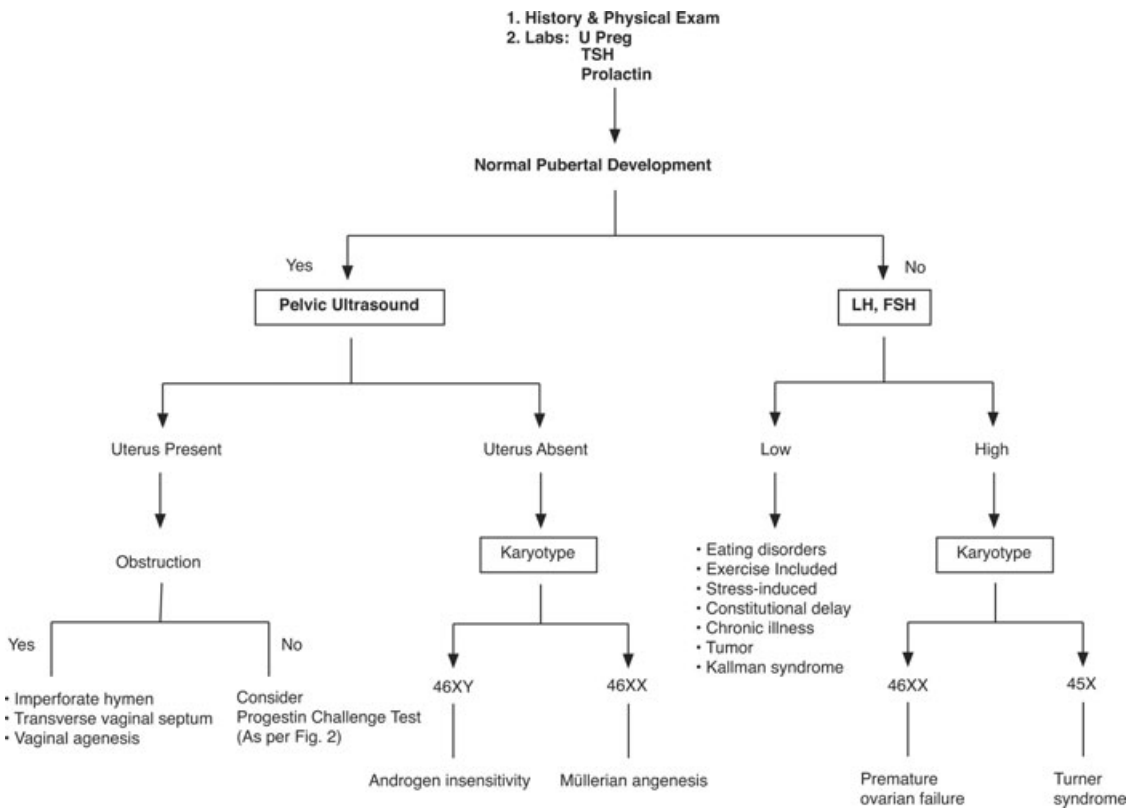 1. History & Physical Exam
2. Labs: U Preg
TSH
Prolactin
Normal Pubertal Development
Yes
No
Pelvic Ultrasound
LH, FSH
Uterus Present
Uterus Absent
Low
High
Obstruction
Karyotype
• Eating disorders
• Exercise Included
• Stress-induced
• Constitutional delay
• Chronic illness
• Tumor
• Kallman syndrome
Karyotype
Yes
No
• Imperforate hymen
• Transverse vaginal septum
• Vaginal agenesis
Consider
Progestin Challenge Test
(As per Fig. 2)
46XY
46XX
46XX
45X
Androgen insensitivity
Müllerian angenesis
Premature
ovarian failure
Turner
syndrome